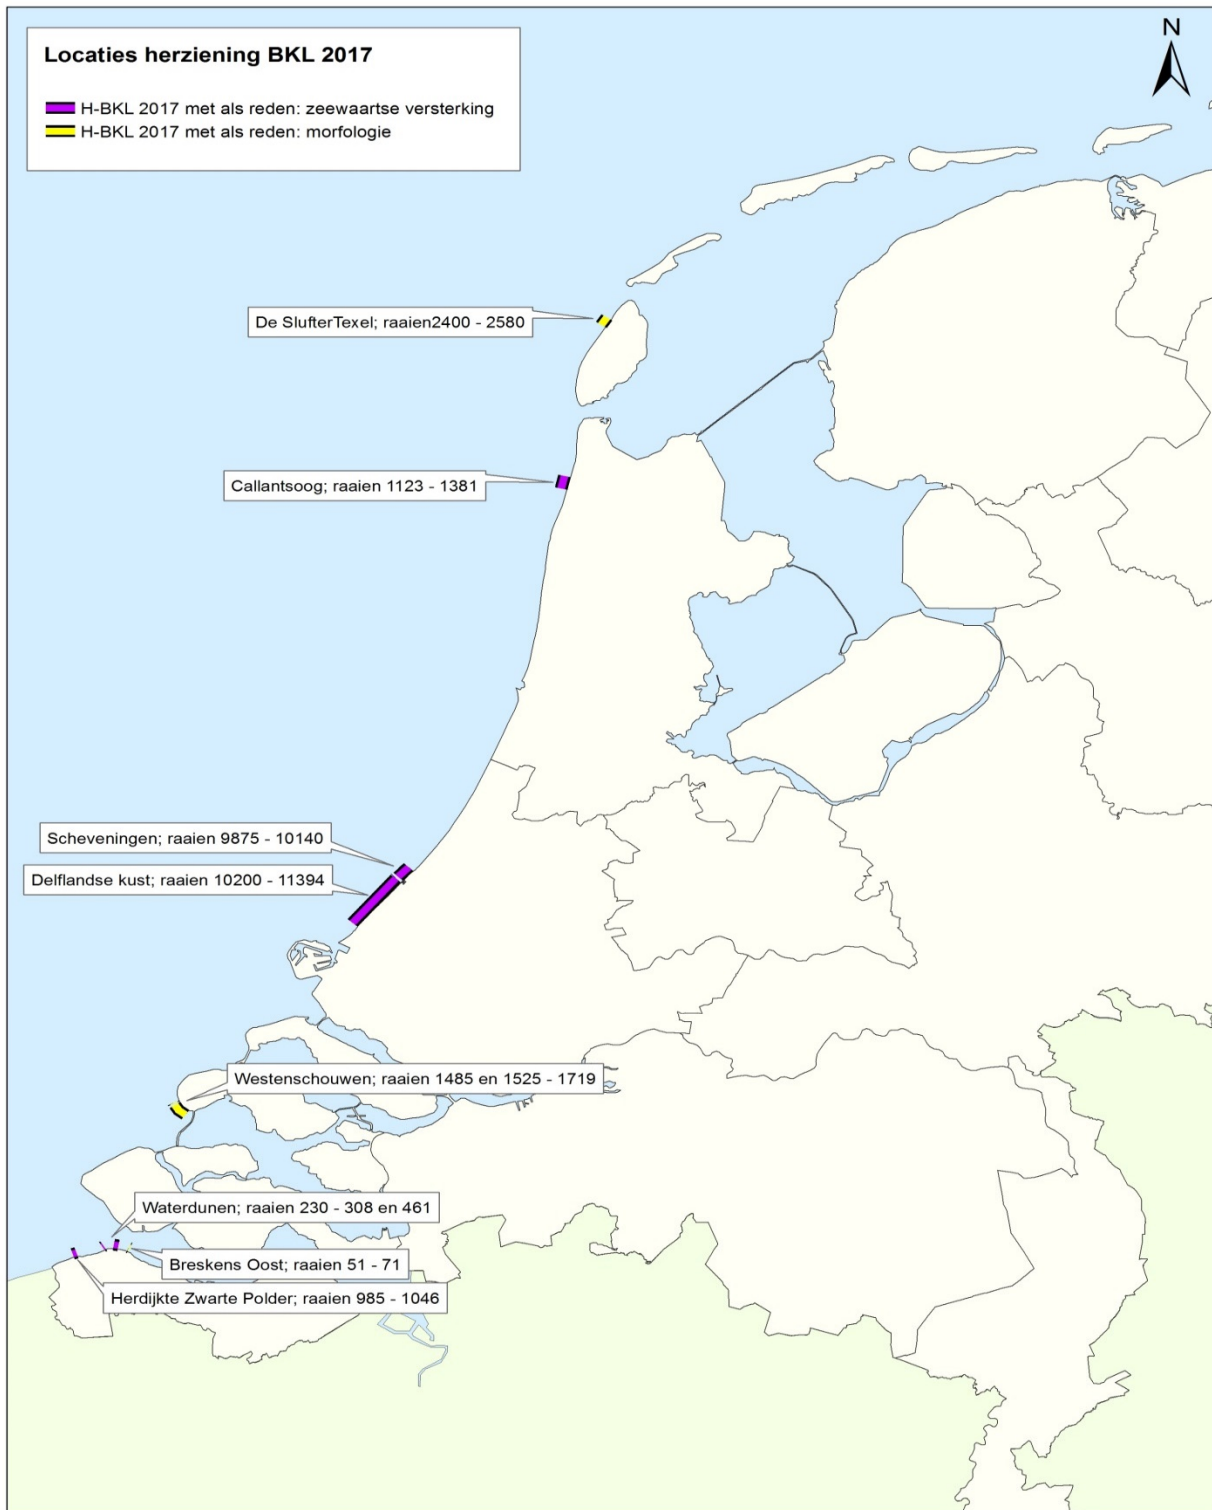 Locaties herziening BKL 2017
H-BKL 2017 met als reden: zeewaartse versterking
H-BKL 2017 met als reden: morfologie
N
De SlufterTexel; raaien2400 - 2580
Callantsoog; raaien 1123 - 1381
Scheveningen; raaien 9875 - 10140
Delflandse kust; raaien 10200 - 11394
Westenschouwen; raaien 1485 en 1525 - 1719
Waterdunen; raaien 230 - 308 en 461
Breskens Oost; raaien 51 - 71
Herdijkte Zwarte Polder; raaien 985 - 1046